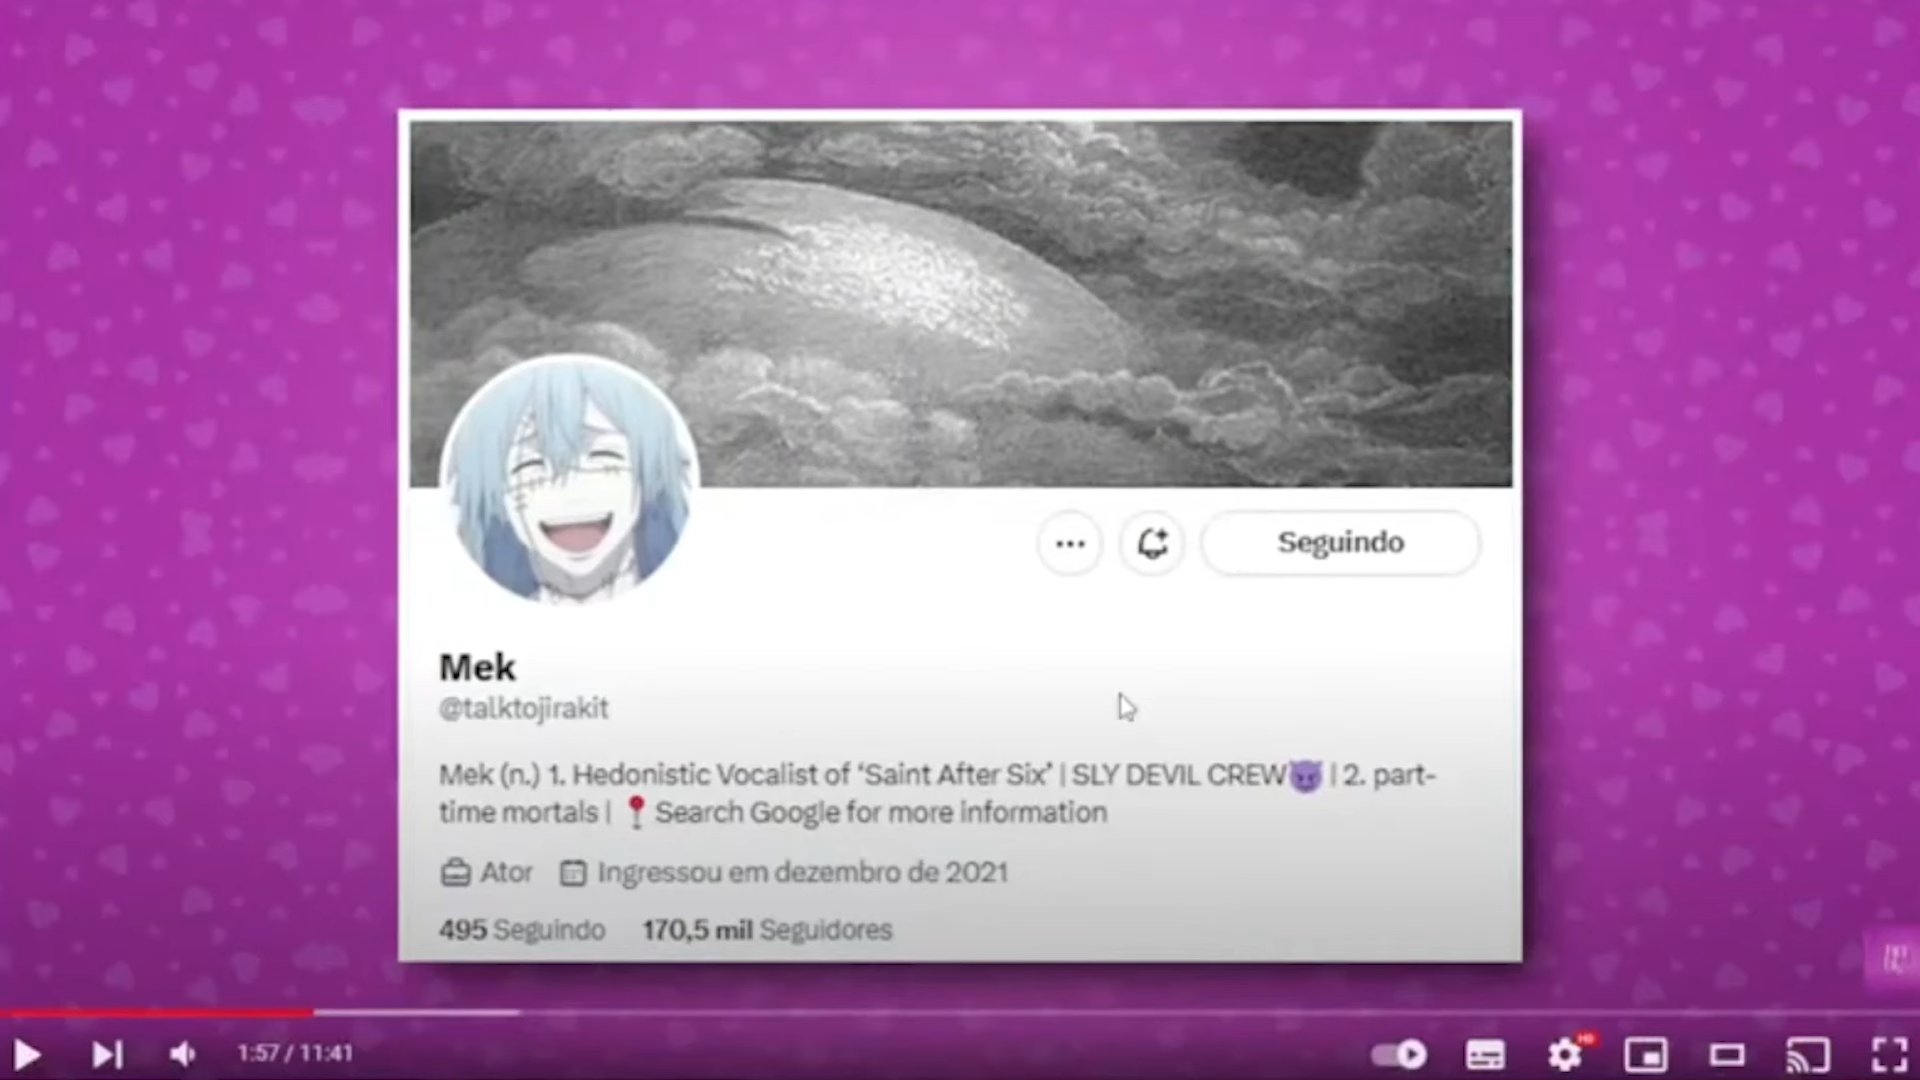 Seguindo
Mek
@talktojirakit
Mek (n.) 1. Hedonistic Vocalist of ‘Saint After Six’ | SLY DEVIL CREW😈 | 2. part-
time mortals | 📍 Search Google for more information
Ator Ingressou em dezembro de 2021
495 Seguindo 170,5 mil Seguidores
1:57 / 11:41
HD